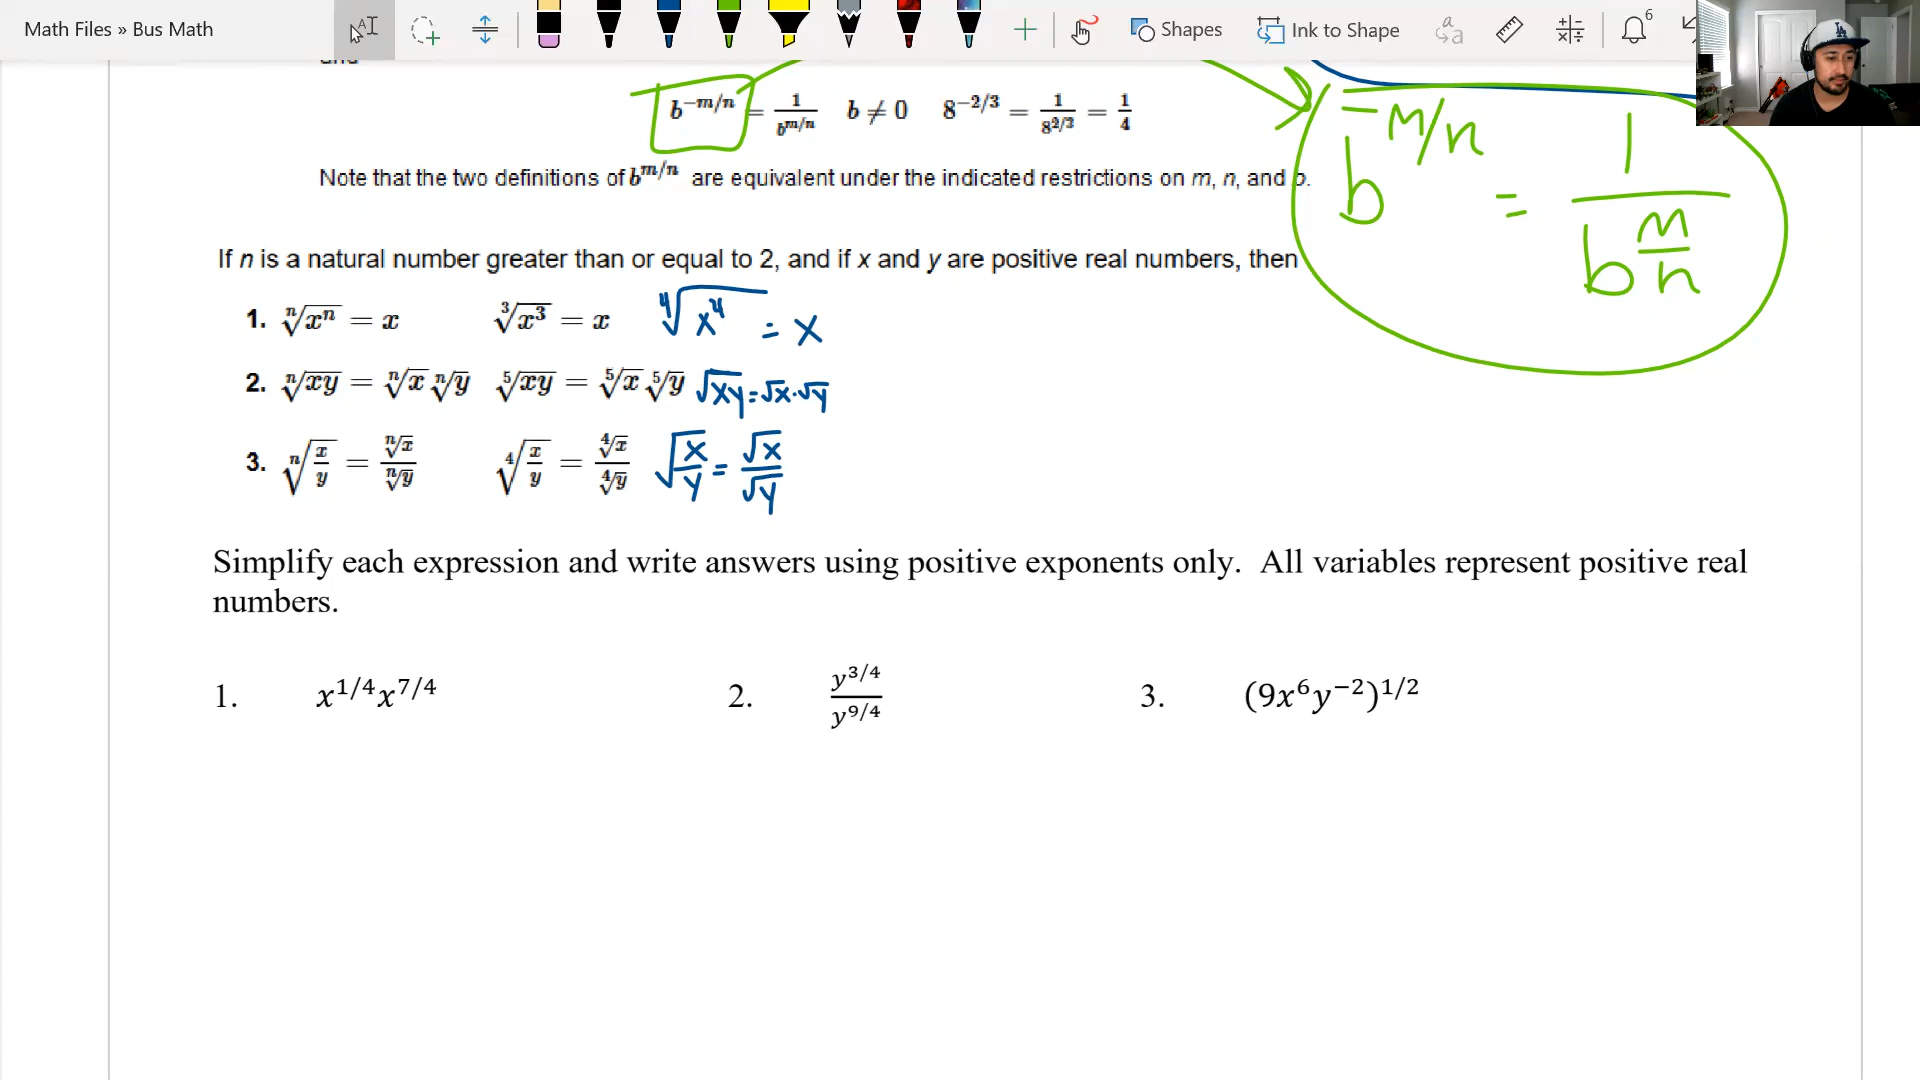 Math Files » Bus Math
Shapes
Ink to Shape
6
and
b^{-m/n} = 1/b^{m/n}   b ≠ 0   8^{-2/3} = 1/8^{2/3} = 1/4
b^{-m/n} = 1/b^{m/n}
Note that the two definitions of b^{m/n} are equivalent under the indicated restrictions on m, n, and b.
If n is a natural number greater than or equal to 2, and if x and y are positive real numbers, then
1. ⁿ√(xⁿ) = x   ³√(x³) = x   ⁴√(x⁴) = x
2. ⁿ√(xy) = ⁿ√x ⁿ√y   ⁵√(xy) = ⁵√x ⁵√y   √(xy) = √x · √y
3. ⁿ√(x/y) = ⁿ√x/ⁿ√y   ⁴√(x/y) = ⁴√x/⁴√y   √(x/y) = √x/√y
Simplify each expression and write answers using positive exponents only. All variables represent positive real
numbers.
1. x^{1/4}x^{7/4}   2. y^{3/4}/y^{9/4}   3. (9x⁶y⁻²)^{1/2}